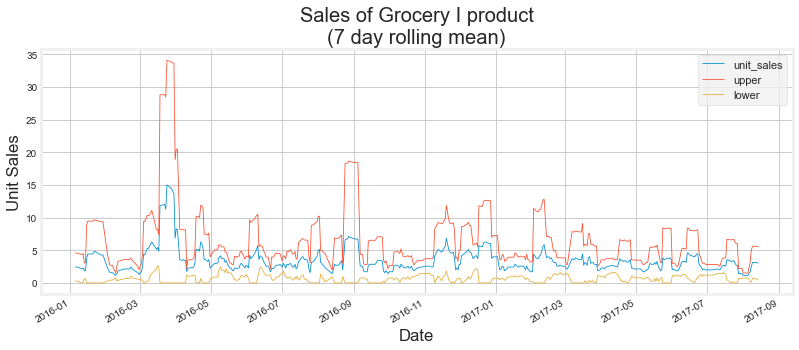 Sales of Grocery I product
(7 day rolling mean)
35
30
25
20
15
10
5
0
Unit Sales
unit_sales
upper
lower
2016-01
2016-03
2016-05
2016-07
2016-09
2016-11
2017-01
2017-03
2017-05
2017-07
2017-09
Date